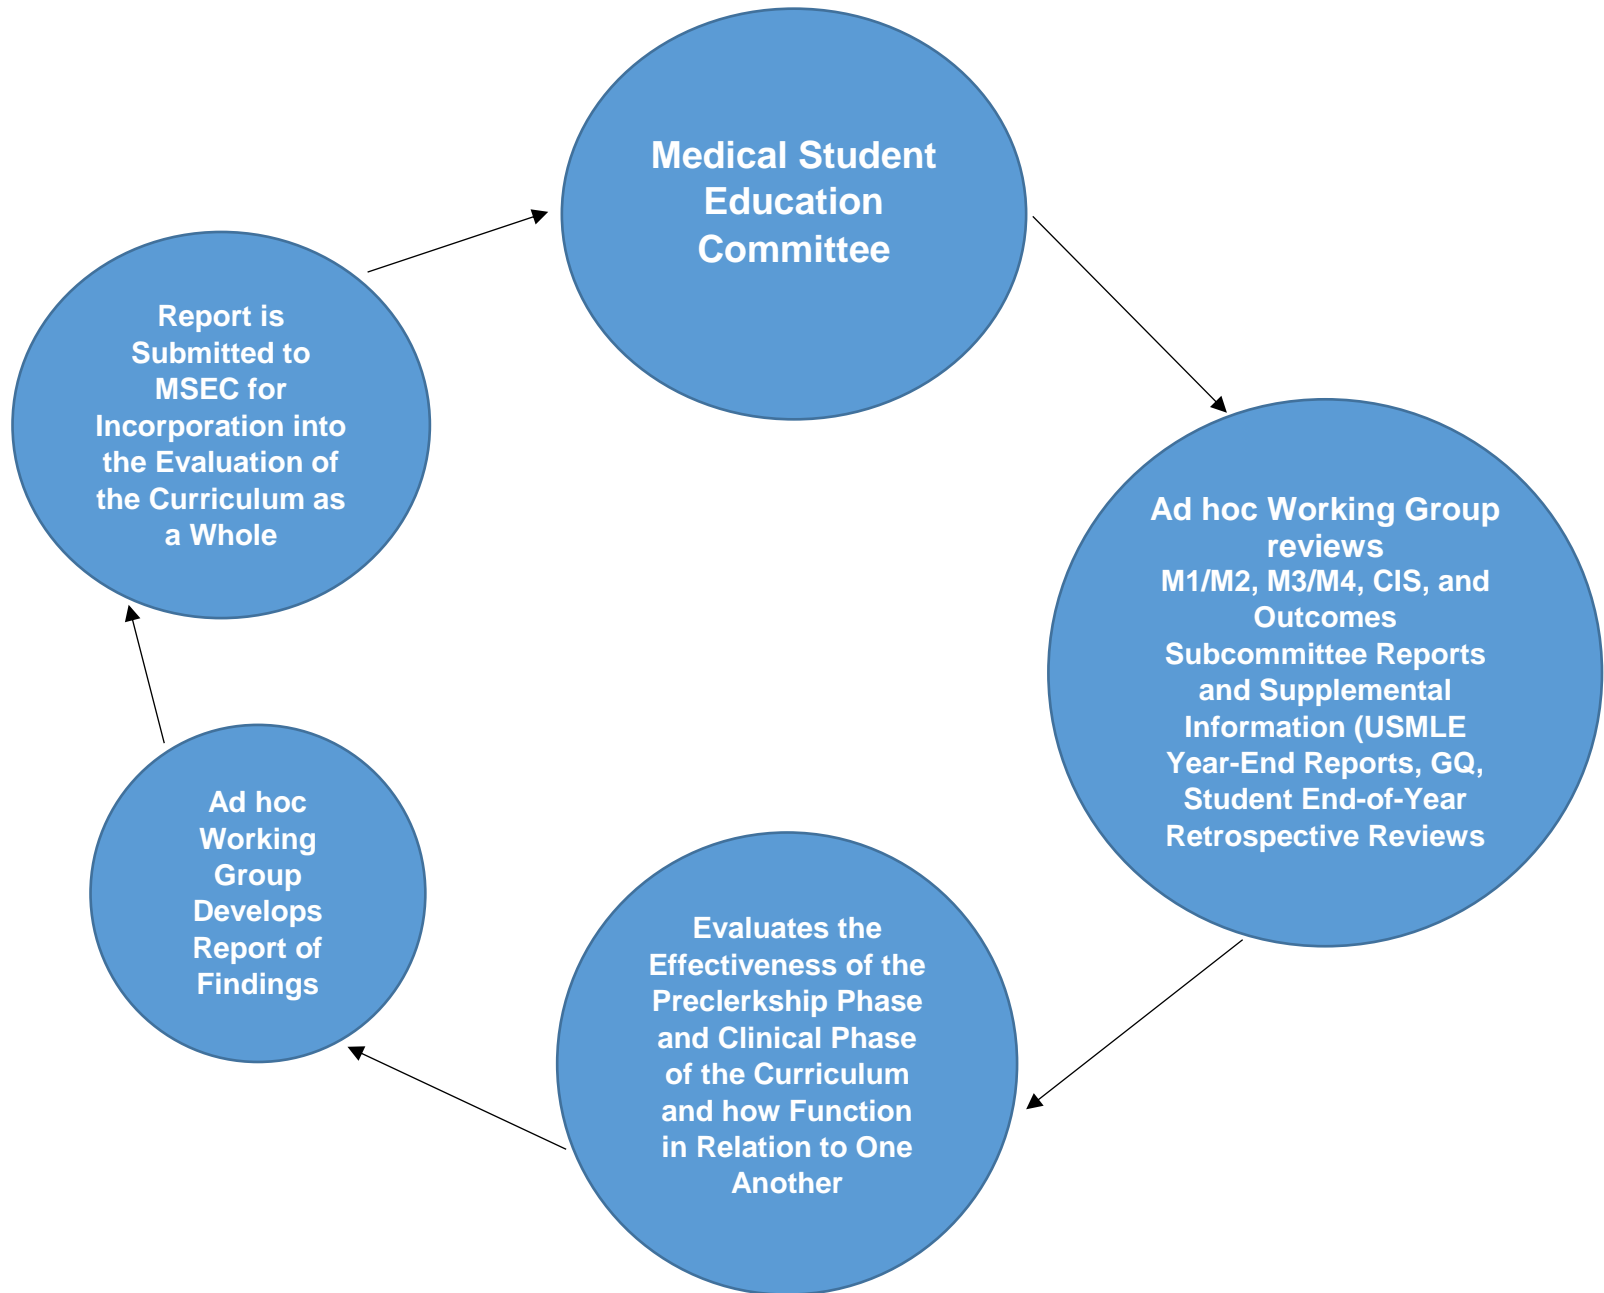 Medical Student
Education
Committee
Ad hoc Working Group
reviews
M1/M2, M3/M4, CIS, and
Outcomes
Subcommittee Reports
and Supplemental
Information (USMLE
Year-End Reports, GQ,
Student End-of-Year
Retrospective Reviews
Evaluates the
Effectiveness of the
Preclerkship Phase
and Clinical Phase
of the Curriculum
and how Function
in Relation to One
Another
Ad hoc
Working
Group
Develops
Report of
Findings
Report is
Submitted to
MSEC for
Incorporation into
the Evaluation of
the Curriculum as
a Whole